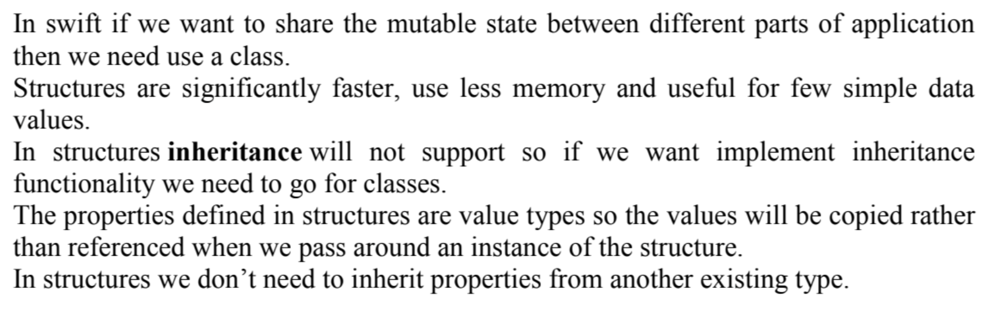 In swift if we want to share the mutable state between different parts of application
then we need use a class.
Structures are significantly faster, use less memory and useful for few simple data
values.
In structures inheritance will not support so if we want implement inheritance
functionality we need to go for classes.
The properties defined in structures are value types so the values will be copied rather
than referenced when we pass around an instance of the structure.
In structures we don’t need to inherit properties from another existing type.